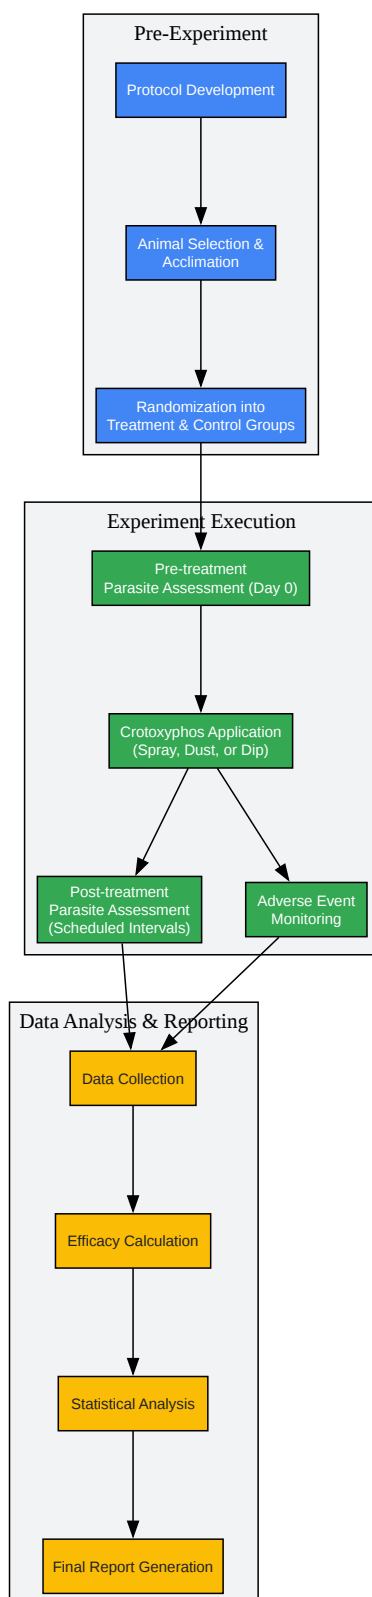 Pre-Experiment
Protocol Development
Animal Selection &
Acclimation
Randomization into
Treatment & Control Groups
Experiment Execution
Pre-treatment
Parasite Assessment (Day 0)
Crotoxyphos Application
(Spray, Dust, or Dip)
Post-treatment
Parasite Assessment
(Scheduled Intervals)
Adverse Event
Monitoring
Data Analysis & Reporting
Data Collection
Efficacy Calculation
Statistical Analysis
Final Report Generation